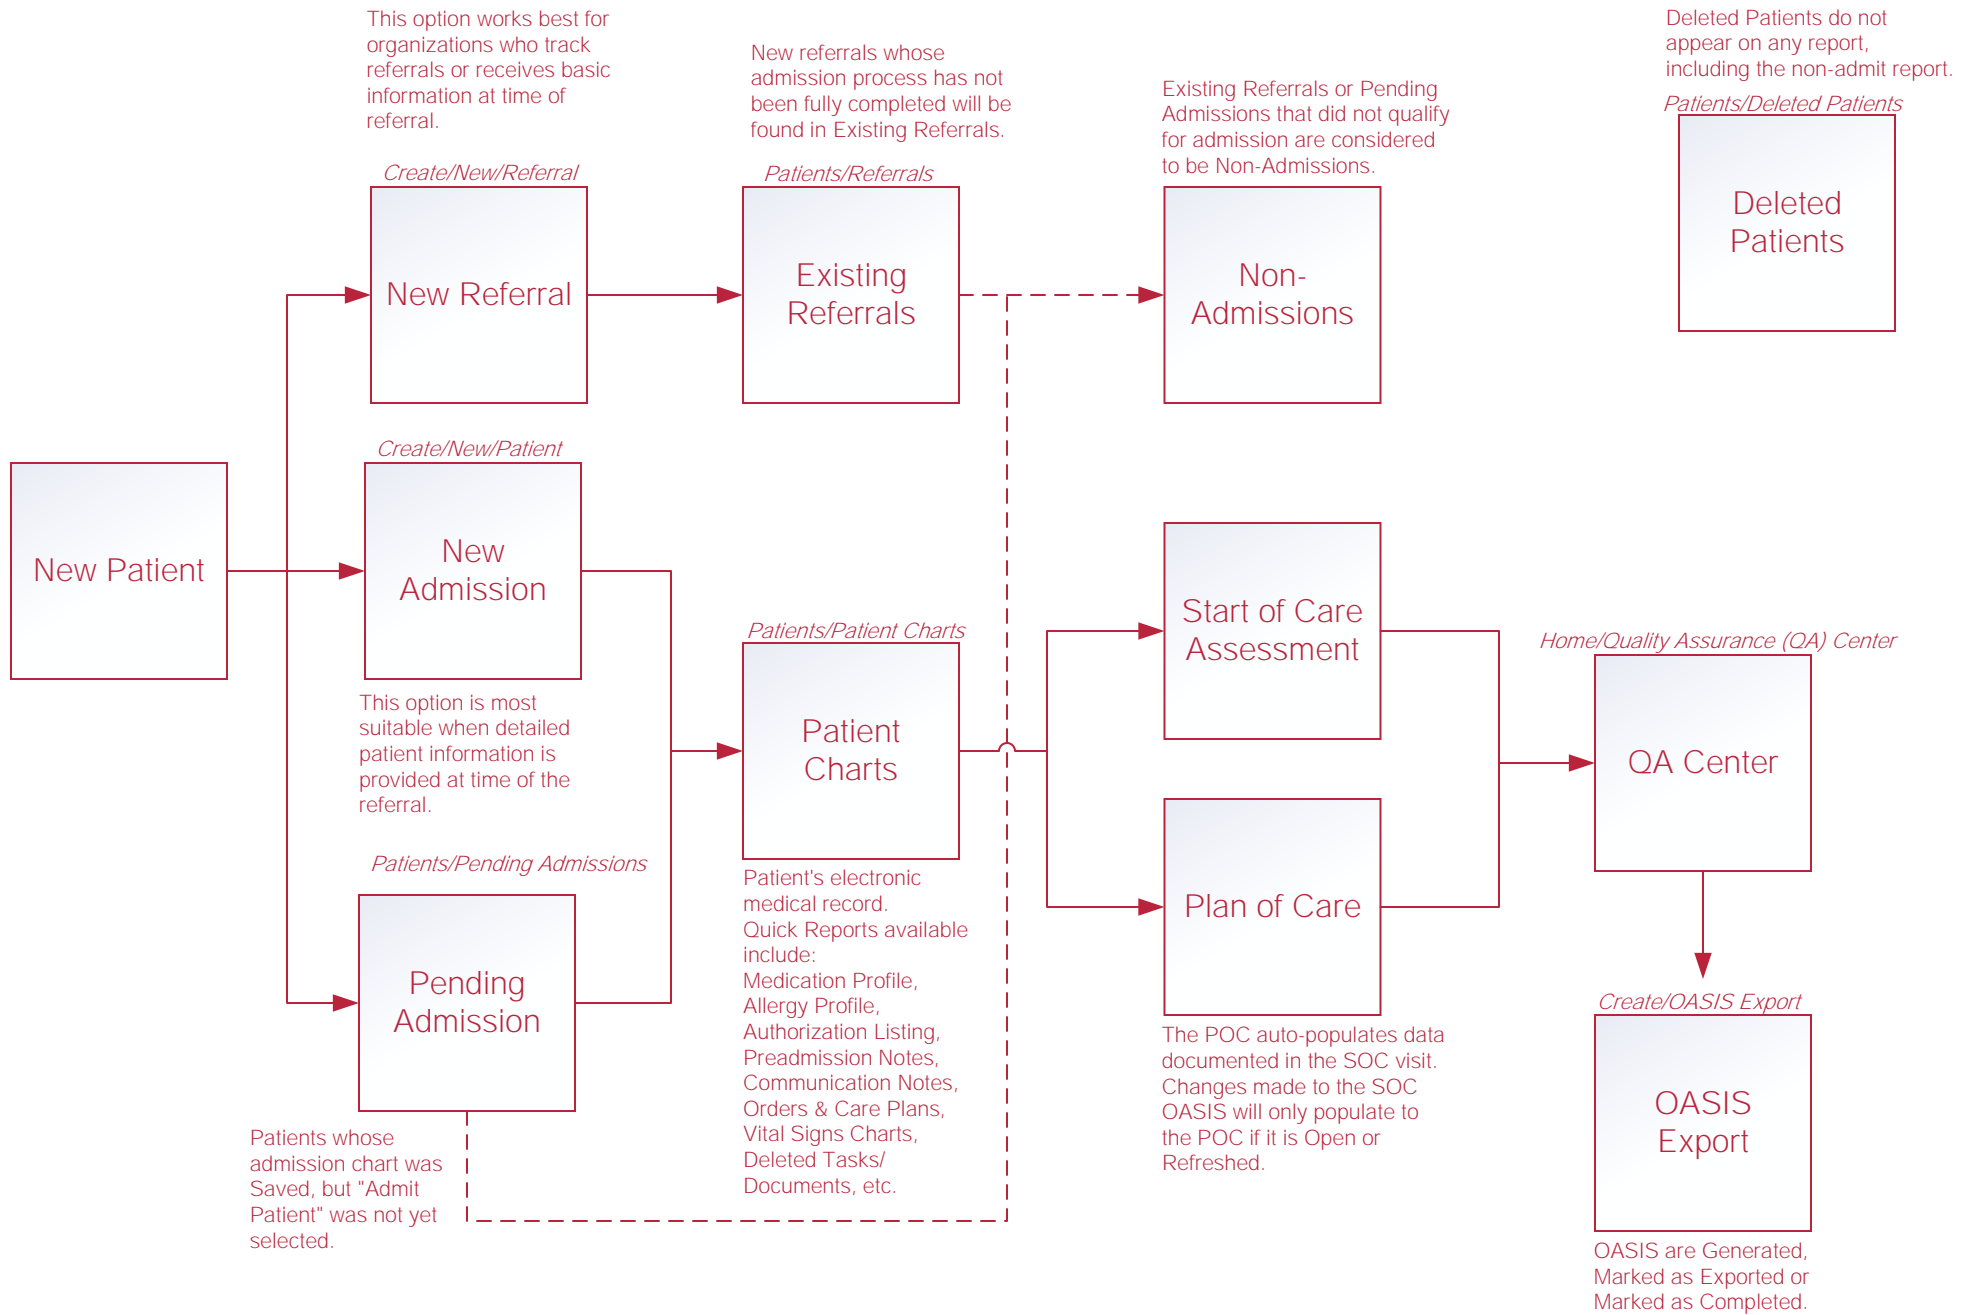 This option works best for
organizations who track
referrals or receives basic
information at time of
referral.
New referrals whose
admission process has not
been fully completed will be
found in Existing Referrals.
Existing Referrals or Pending
Admissions that did not qualify
for admission are considered
to be Non-Admissions.
Deleted Patients do not
appear on any report,
including the non-admit report.
Patients/Deleted Patients
Deleted
Patients
Create/New/Referral
New Referral
Patients/Referrals
Existing
Referrals
Non-
Admissions
New Patient
Create/New/Patient
New
Admission
This option is most
suitable when detailed
patient information is
provided at time of the
referral.
Patients/Pending Admissions
Pending
Admission
Patients whose
admission chart was
Saved, but "Admit
Patient" was not yet
selected.
Patients/Patient Charts
Patient
Charts
Patient's electronic
medical record.
Quick Reports available
include:
Medication Profile,
Allergy Profile,
Authorization Listing,
Preadmission Notes,
Communication Notes,
Orders & Care Plans,
Vital Signs Charts,
Deleted Tasks/
Documents, etc.
Start of Care
Assessment
Plan of Care
The POC auto-populates data
documented in the SOC visit.
Changes made to the SOC
OASIS will only populate to
the POC if it is Open or
Refreshed.
Home/Quality Assurance (QA) Center
QA Center
Create/OASIS Export
OASIS
Export
OASIS are Generated,
Marked as Exported or
Marked as Completed.